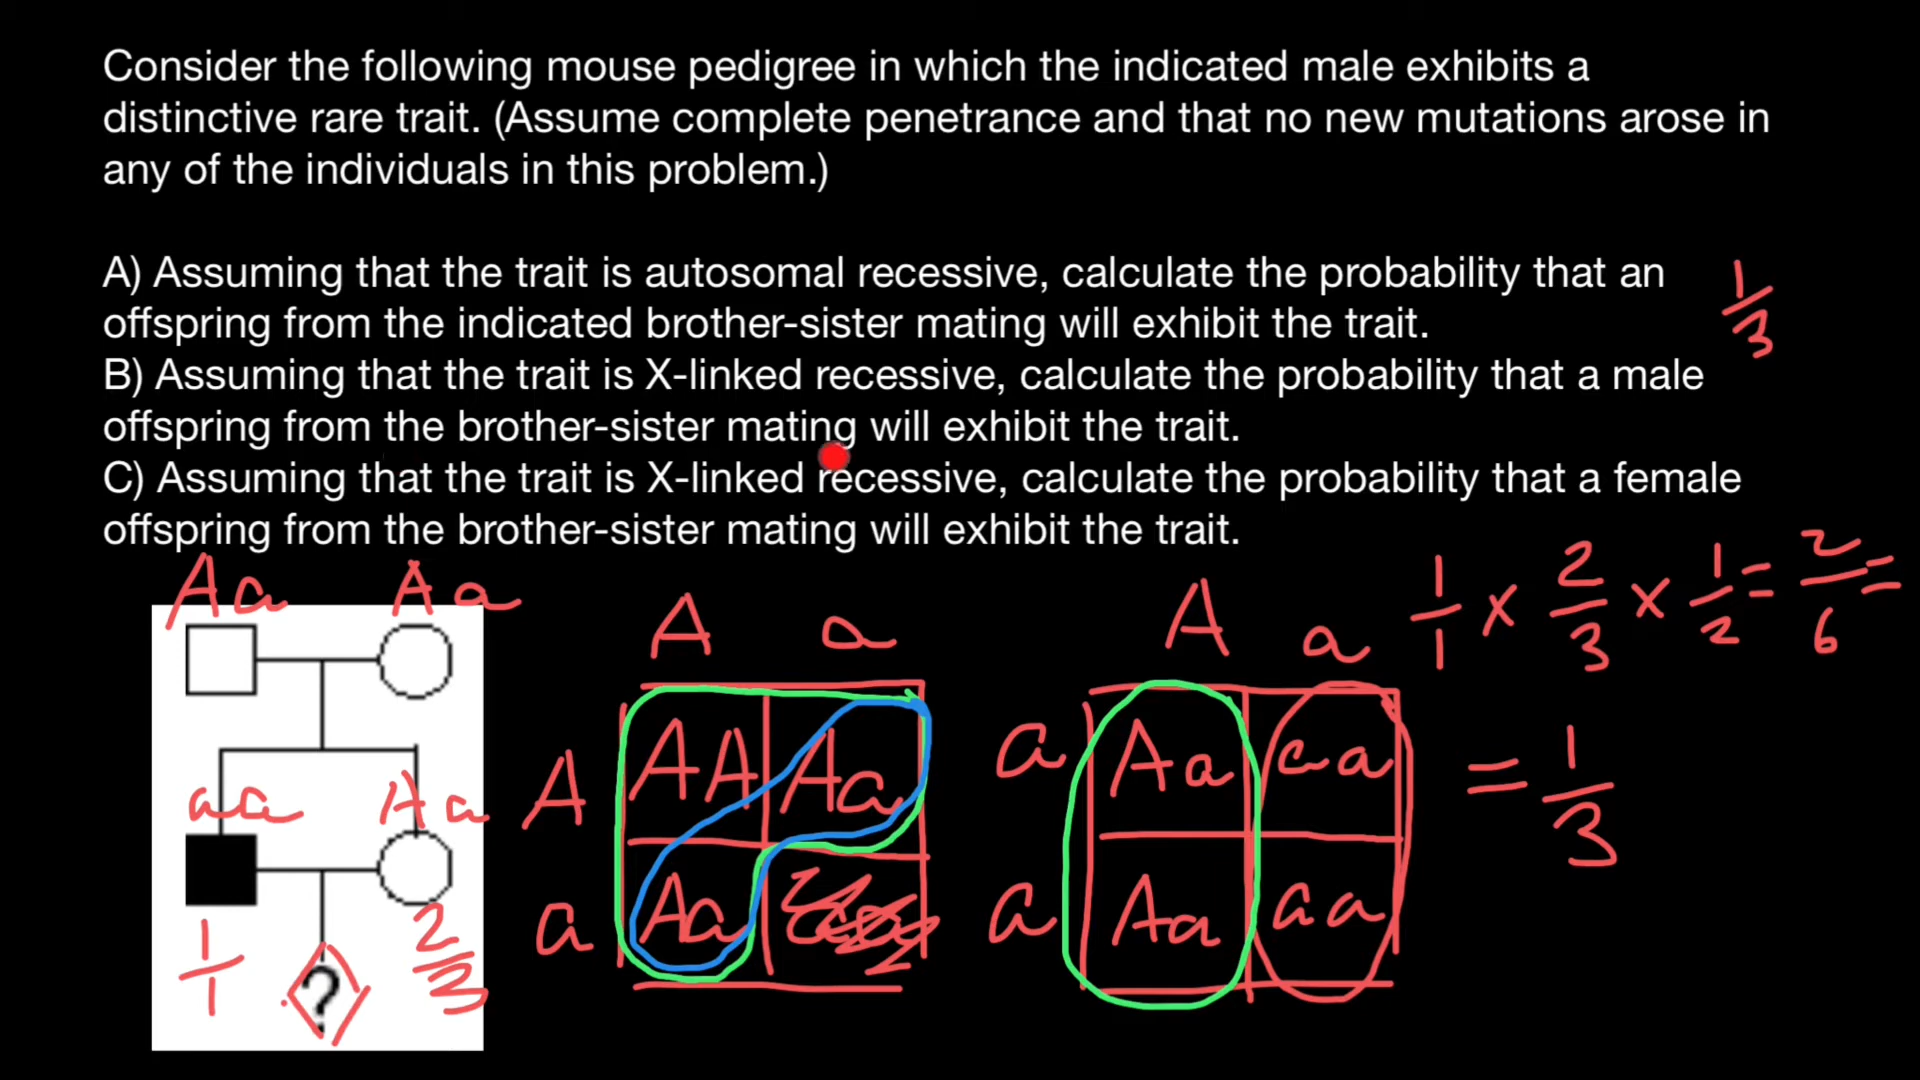 Consider the following mouse pedigree in which the indicated male exhibits a
distinctive rare trait. (Assume complete penetrance and that no new mutations arose in
any of the individuals in this problem.)
A) Assuming that the trait is autosomal recessive, calculate the probability that an
offspring from the indicated brother-sister mating will exhibit the trait.
1/3
B) Assuming that the trait is X-linked recessive, calculate the probability that a male
offspring from the brother-sister mating will exhibit the trait.
C) Assuming that the trait is X-linked recessive, calculate the probability that a female
offspring from the brother-sister mating will exhibit the trait.
Aa Aa
aa Aa
1/1 2/3
?
A a
A AA Aa
a Aa
A a
a Aa aa
a Aa aa
1/1 x 2/3 x 1/2 = 2/6 =
= 1/3